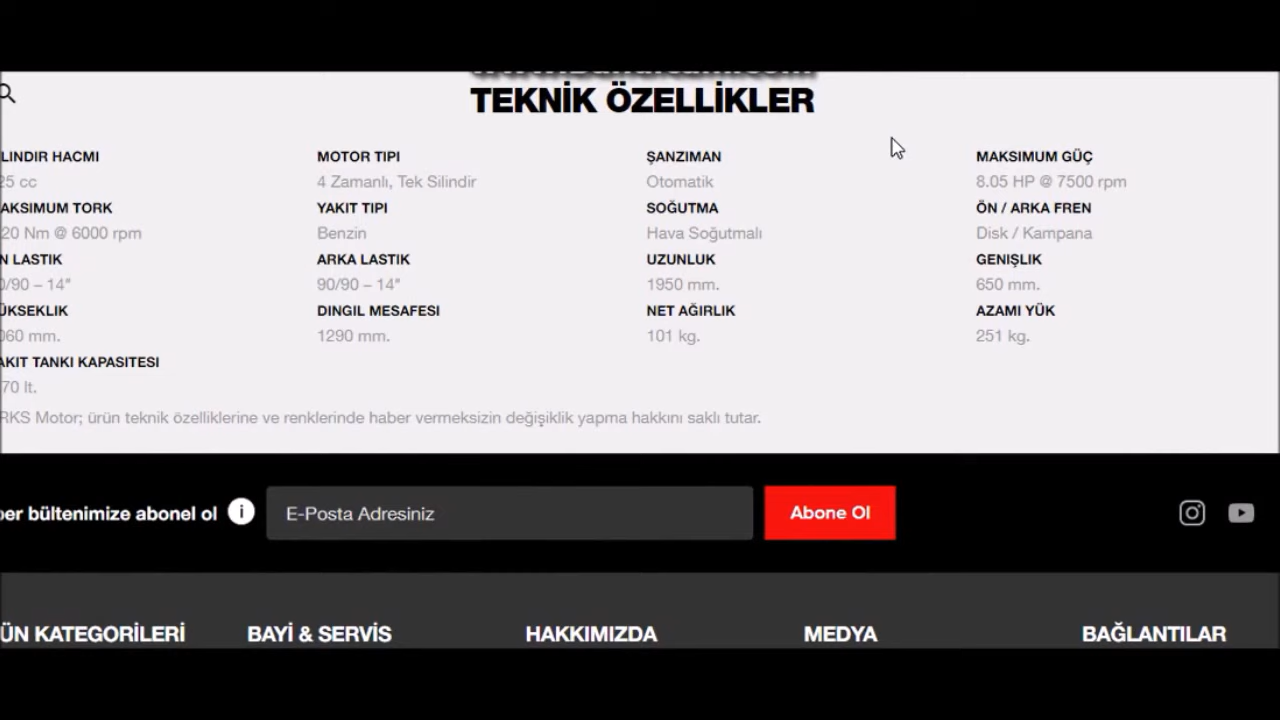 TEKNİK ÖZELLİKLER
LINDIR HACMI MOTOR TIPI ŞANZIMAN MAKSIMUM GÜÇ
25 cc 4 Zamanlı, Tek Silindir Otomatik 8.05 HP @ 7500 rpm
AKSIMUM TORK YAKIT TIPI SOĞUTMA ÖN / ARKA FREN
20 Nm @ 6000 rpm Benzin Hava Soğutmalı Disk / Kampana
N LASTIK ARKA LASTIK UZUNLUK GENIŞLIK
0/90 – 14" 90/90 – 14" 1950 mm. 650 mm.
ÜKSEKLIK DINGIL MESAFESI NET AĞIRLIK AZAMI YÜK
060 mm. 1290 mm. 101 kg. 251 kg.
AKIT TANKI KAPASITESI
70 lt.
RKS Motor; ürün teknik özelliklerine ve renklerinde haber vermeksizin değişiklik yapma hakkını saklı tutar.
ber bültenimize abonel ol i E-Posta Adresiniz Abone Ol
ÜN KATEGORİLERİ BAYİ & SERVİS HAKKIMIZDA MEDYA BAĞLANTILAR